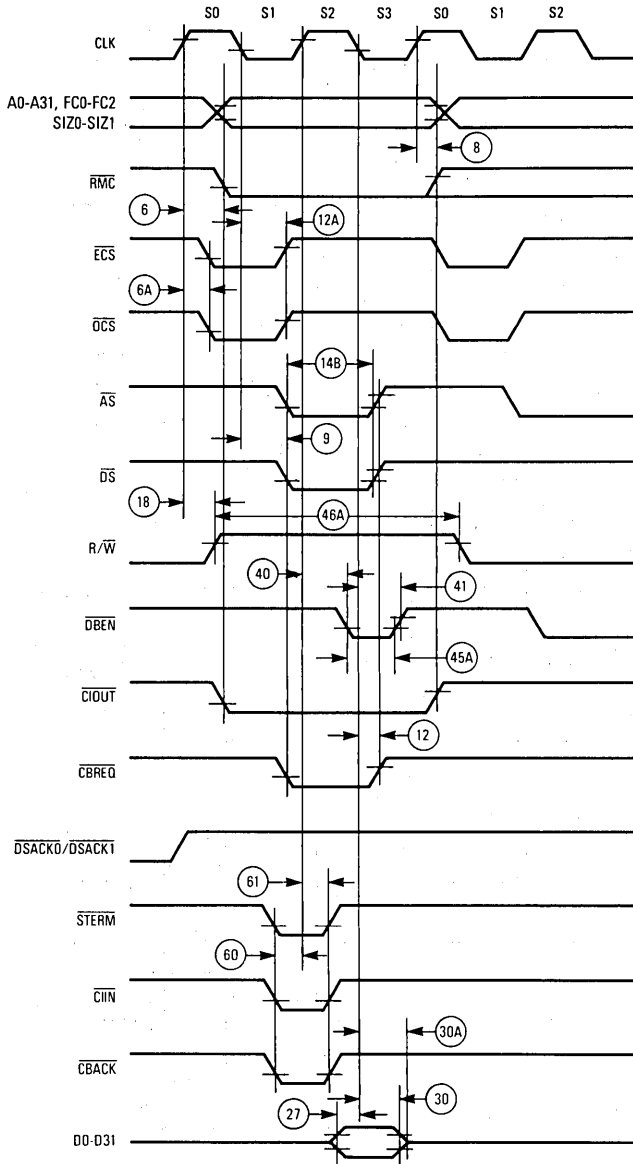 S0 S1 S2 S3 S0 S1 S2
CLK
A0-A31, FC0-FC2
SIZ0-SIZ1
8
RMC
6
12A
ECS
6A
OCS
14B
AS
9
DS
18
46A
R/W
40
41
DBEN
45A
CIOUT
12
CBREQ
DSACK0/DSACK1
61
STERM
60
CIIN
30A
CBACK
30
27
D0-D31